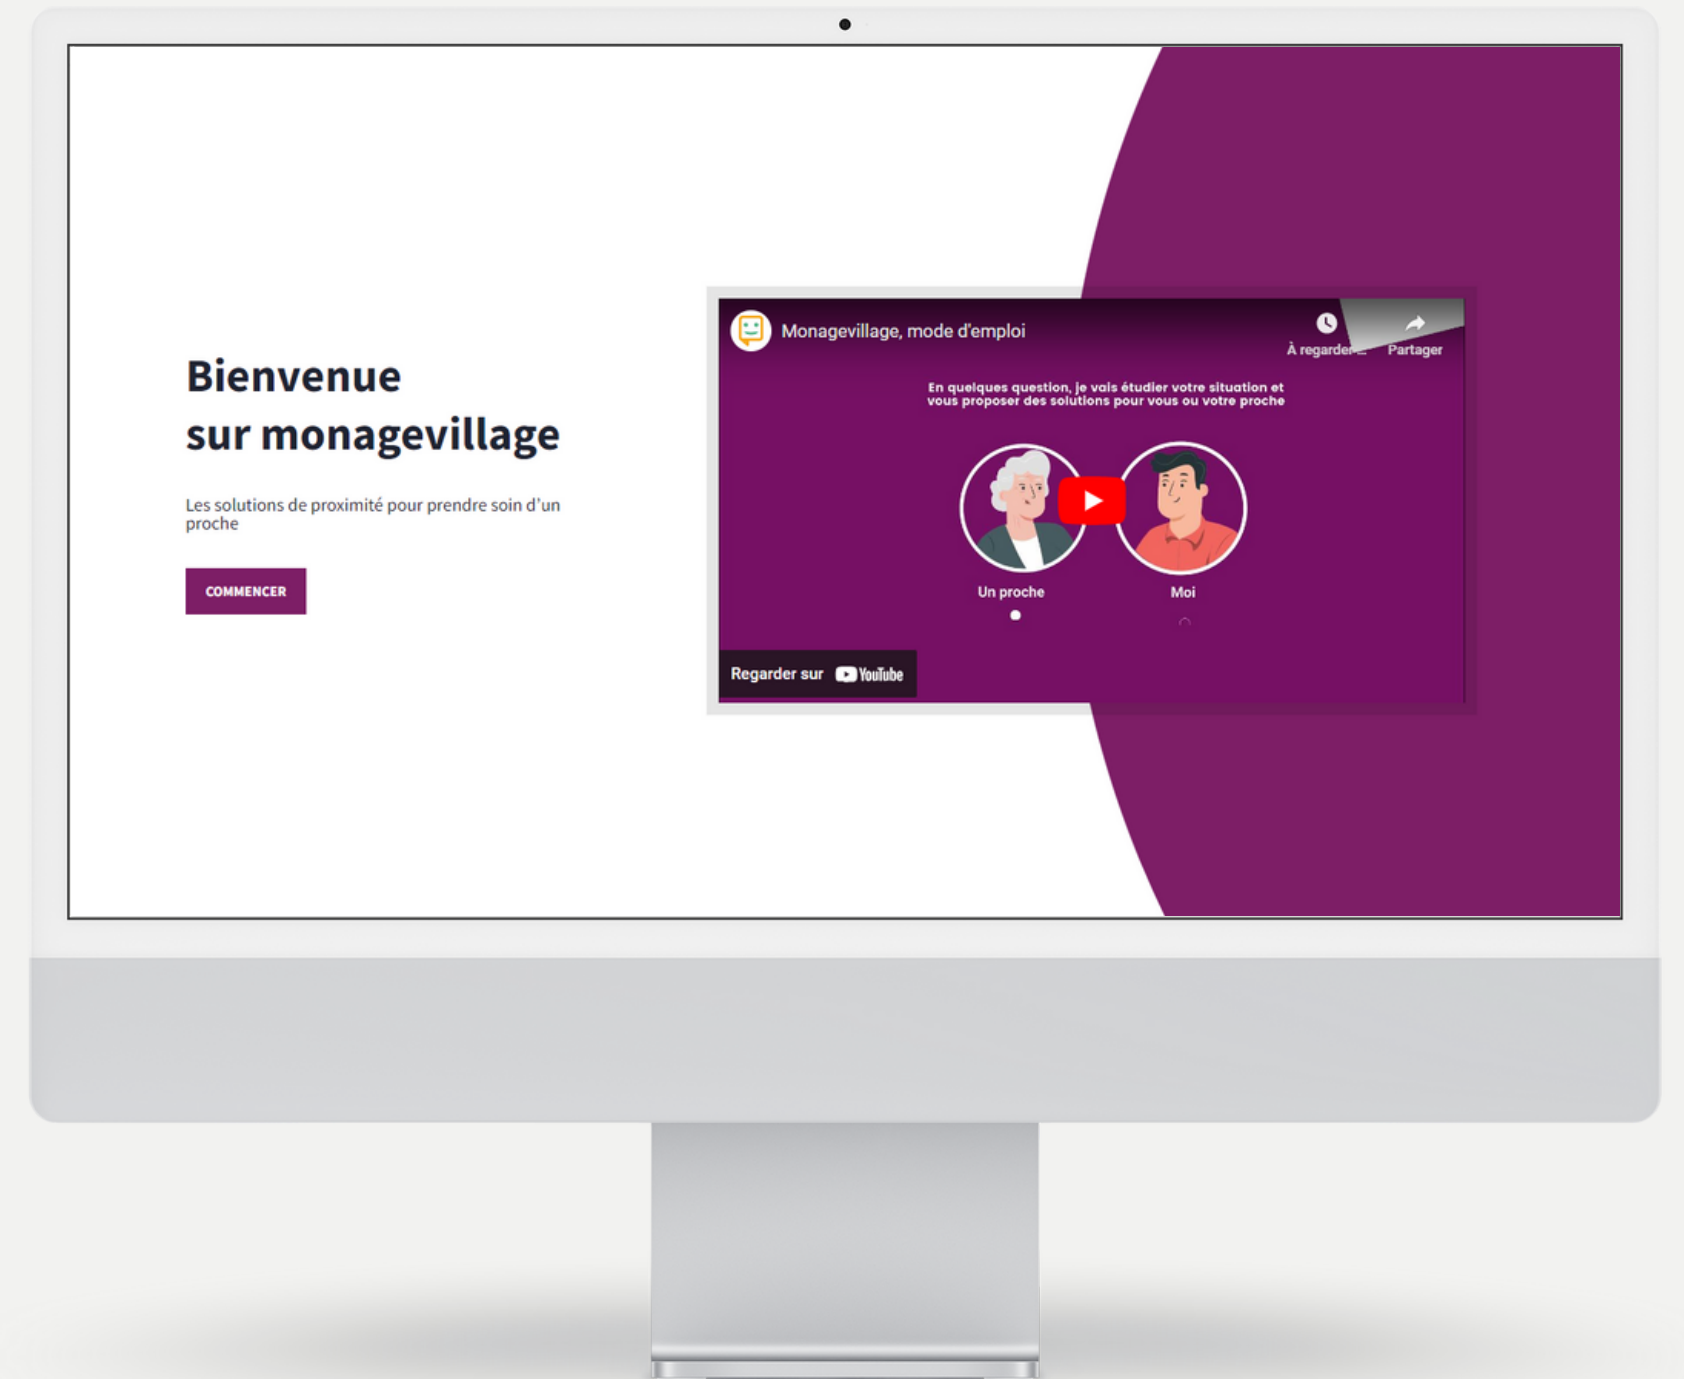 Bienvenue
sur monagevillage
Les solutions de proximité pour prendre soin d'un
proche
COMMENCER
Monagevillage, mode d'emploi
À regarder ...
Partager
En quelques question, je vais étudier votre situation et
vous proposer des solutions pour vous ou votre proche
Un proche
Moi
Regarder sur YouTube